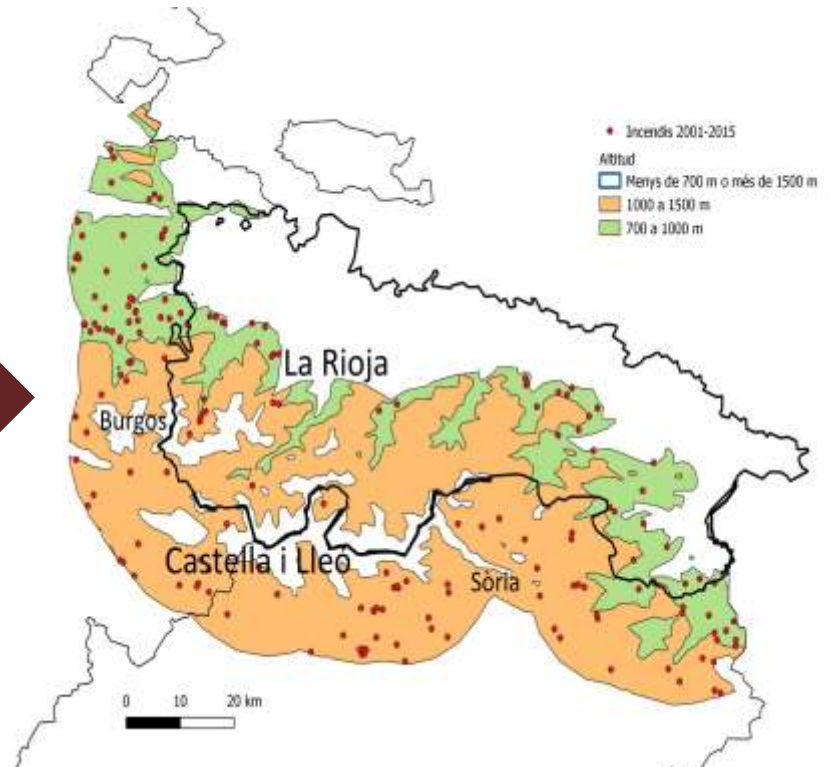 Incendis 2001-2015
Altitud
Menys de 700 m o més de 1500 m
1000 a 1500 m
700 a 1000 m
La Rioja
Burgos
Castella i Lleó
Sòria
0 10 20 km